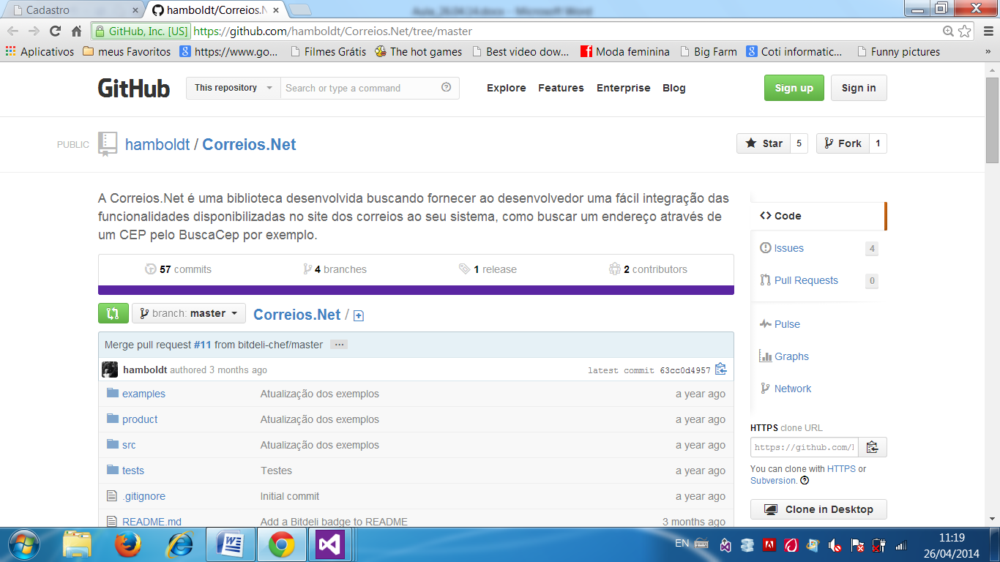 Cadastro
hamboldt/Correios.N
Aula_26.04.14.docx - Microsoft Word
GitHub, Inc. [US] https://github.com/hamboldt/Correios.Net/tree/master
Aplicativos meus Favoritos https://www.go... Filmes Grátis The hot games Best video dow... Moda feminina Big Farm Coti informatic... Funny pictures »
GitHub This repository Search or type a command Explore Features Enterprise Blog Sign up Sign in
PUBLIC hamboldt / Correios.Net Star 5 Fork 1
A Correios.Net é uma biblioteca desenvolvida buscando fornecer ao desenvolvedor uma fácil integração das
funcionalidades disponibilizadas no site dos correios ao seu sistema, como buscar um endereço através de
um CEP pelo BuscaCep por exemplo.
57 commits 4 branches 1 release 2 contributors
branch: master Correios.Net /
Merge pull request #11 from bitdeli-chef/master ...
hamboldt authored 3 months ago latest commit 63cc0d4957
examples Atualização dos exemplos a year ago
product Atualização dos exemplos a year ago
src Atualização dos exemplos a year ago
tests Testes a year ago
.gitignore Initial commit a year ago
README.md Add a Bitdeli badge to README 3 months ago
Code
Issues 4
Pull Requests 0
Pulse
Graphs
Network
HTTPS clone URL
https://github.com/
You can clone with HTTPS or
Subversion.
Clone in Desktop
EN
11:19
26/04/2014